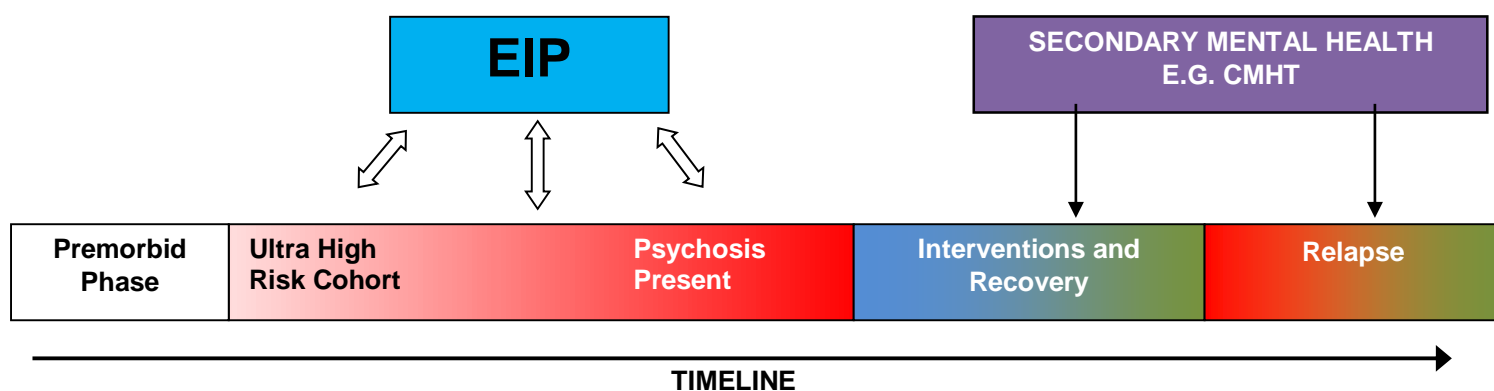 EIP
SECONDARY MENTAL HEALTH
E.G. CMHT
Premorbid
Phase
Ultra High
Risk Cohort
Psychosis
Present
Interventions and
Recovery
Relapse
TIMELINE